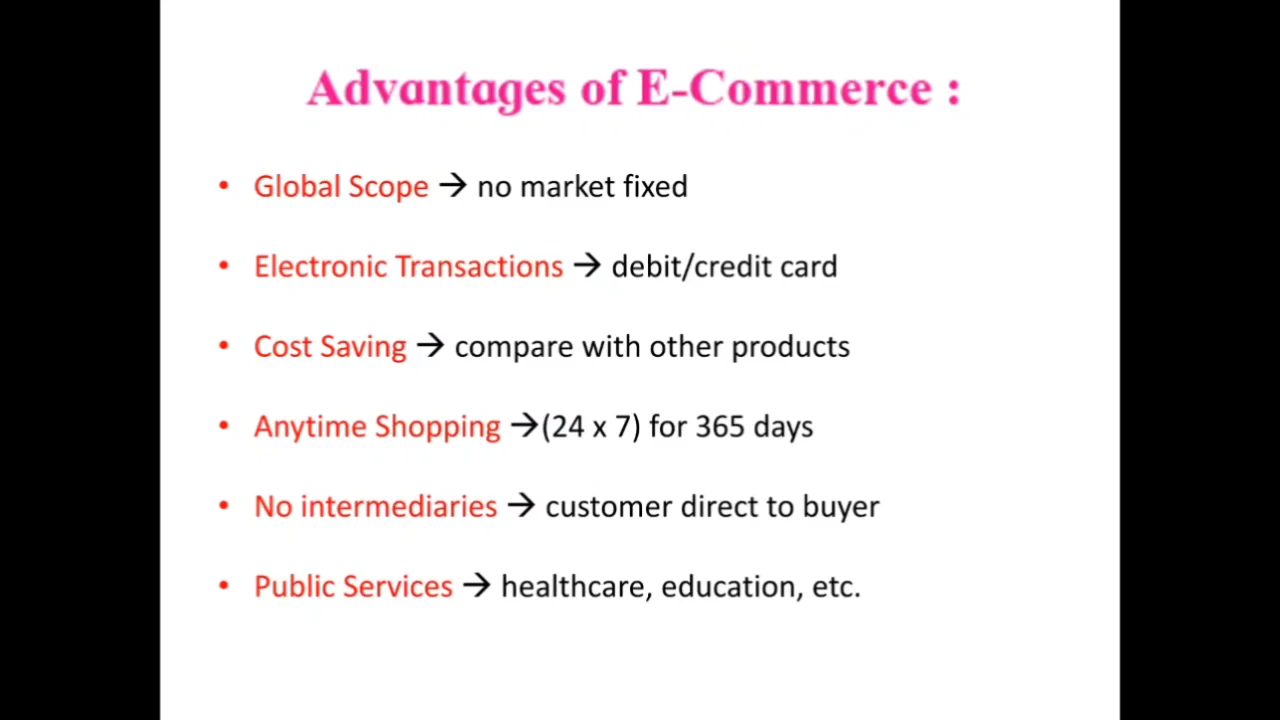 Advantages of E-Commerce :
• Global Scope → no market fixed
• Electronic Transactions → debit/credit card
• Cost Saving → compare with other products
• Anytime Shopping →(24 x 7) for 365 days
• No intermediaries → customer direct to buyer
• Public Services → healthcare, education, etc.